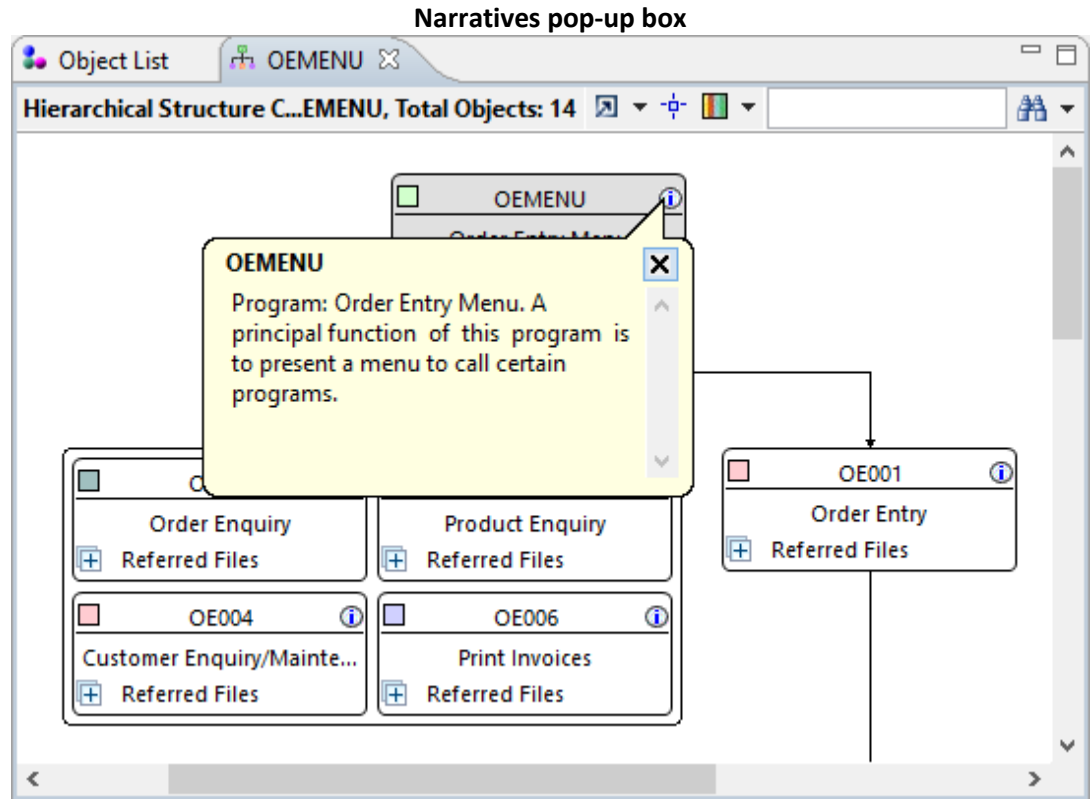 Narratives pop-up box
Object List
OEMENU
Hierarchical Structure C...EMENU, Total Objects: 14
OEMENU
OEMENU
Program: Order Entry Menu. A
principal function of this program is
to present a menu to call certain
programs.
OE001
Order Entry
Referred Files
Order Enquiry
Referred Files
Product Enquiry
Referred Files
OE004
Customer Enquiry/Mainte...
Referred Files
OE006
Print Invoices
Referred Files